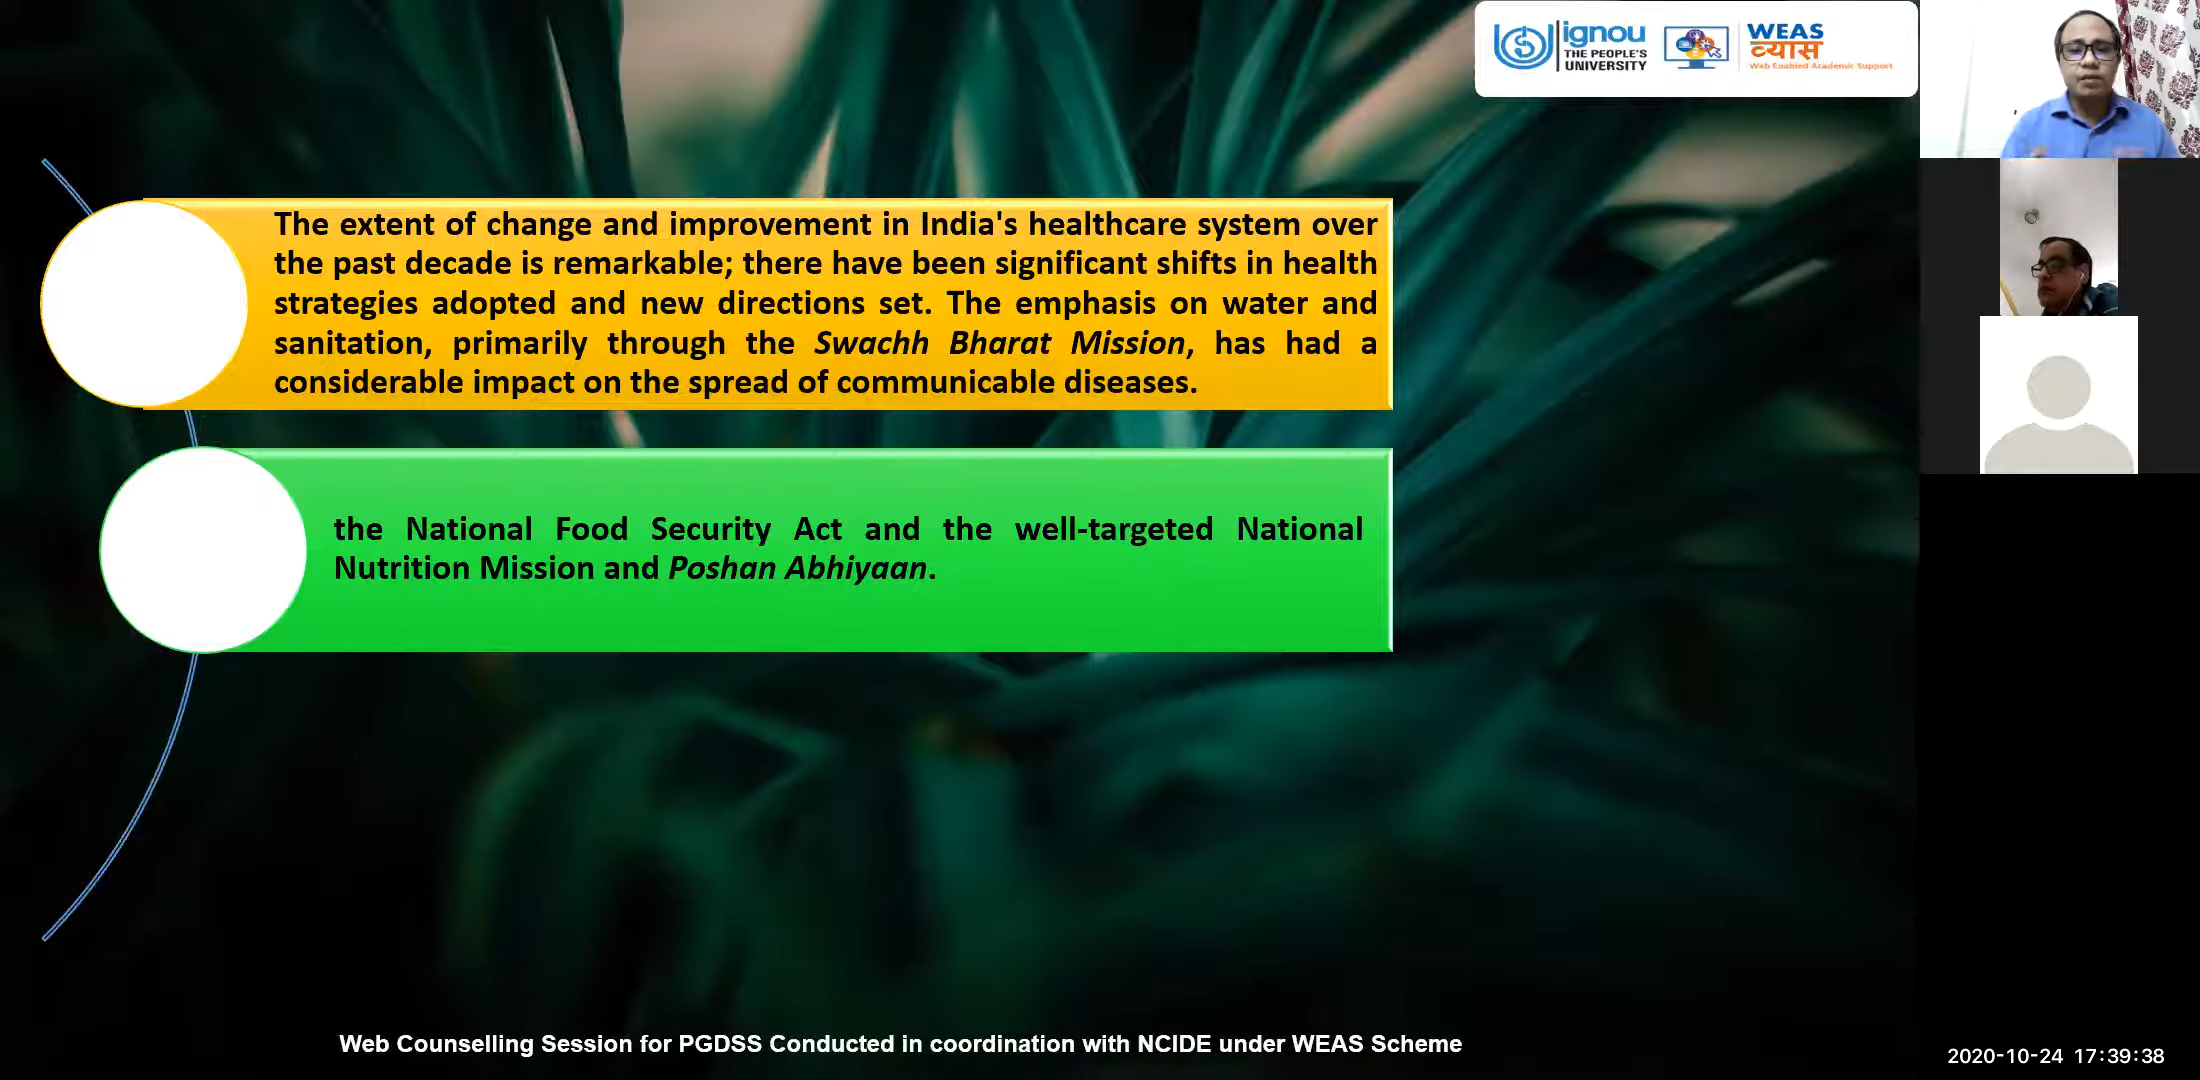 ignou
THE PEOPLE'S
UNIVERSITY
WEAS
व्यास
Web Enabled Academic Support
The extent of change and improvement in India's healthcare system over
the past decade is remarkable; there have been significant shifts in health
strategies adopted and new directions set. The emphasis on water and
sanitation, primarily through the Swachh Bharat Mission, has had a
considerable impact on the spread of communicable diseases.
the National Food Security Act and the well-targeted National
Nutrition Mission and Poshan Abhiyaan.
Web Counselling Session for PGDSS Conducted in coordination with NCIDE under WEAS Scheme
2020-10-24 17:39:38